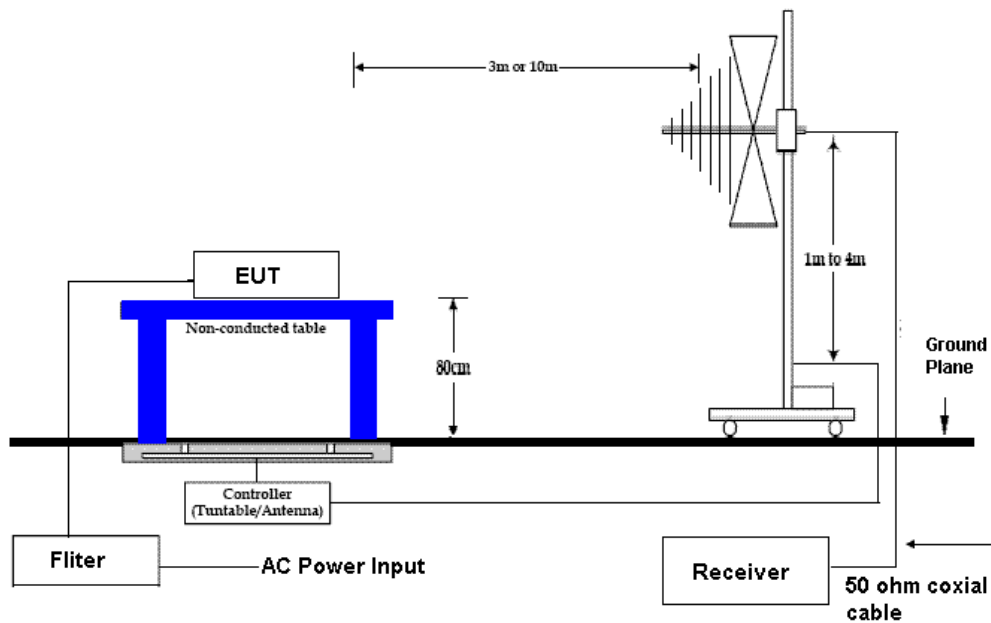 3m or 10m
EUT
Non-conducted table
80cm
1m to 4m
Ground
Plane
Controller
(Tuntable/Antenna)
Fliter
AC Power Input
Receiver
50 ohm coxial
cable